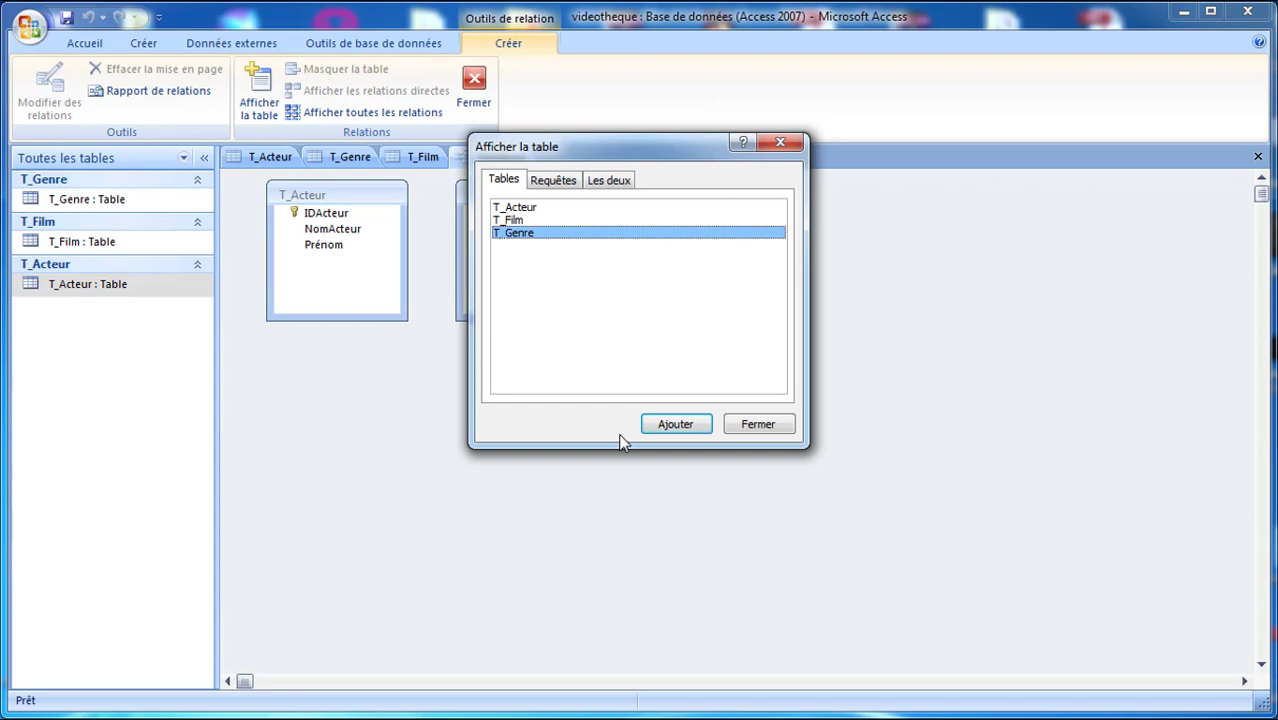 Outils de relation
videotheque : Base de données (Access 2007) - Microsoft Access
Accueil
Créer
Données externes
Outils de base de données
Créer
Modifier des relations
Effacer la mise en page
Rapport de relations
Outils
Afficher la table
Masquer la table
Afficher les relations directes
Afficher toutes les relations
Fermer
Relations
Toutes les tables
T_Genre
T_Genre : Table
T_Film
T_Film : Table
T_Acteur
T_Acteur : Table
T_Acteur
T_Genre
T_Film
T_Acteur
IDActeur
NomActeur
Prénom
Afficher la table
Tables
Requêtes
Les deux
T_Acteur
T_Film
T_Genre
Ajouter
Fermer
Prêt